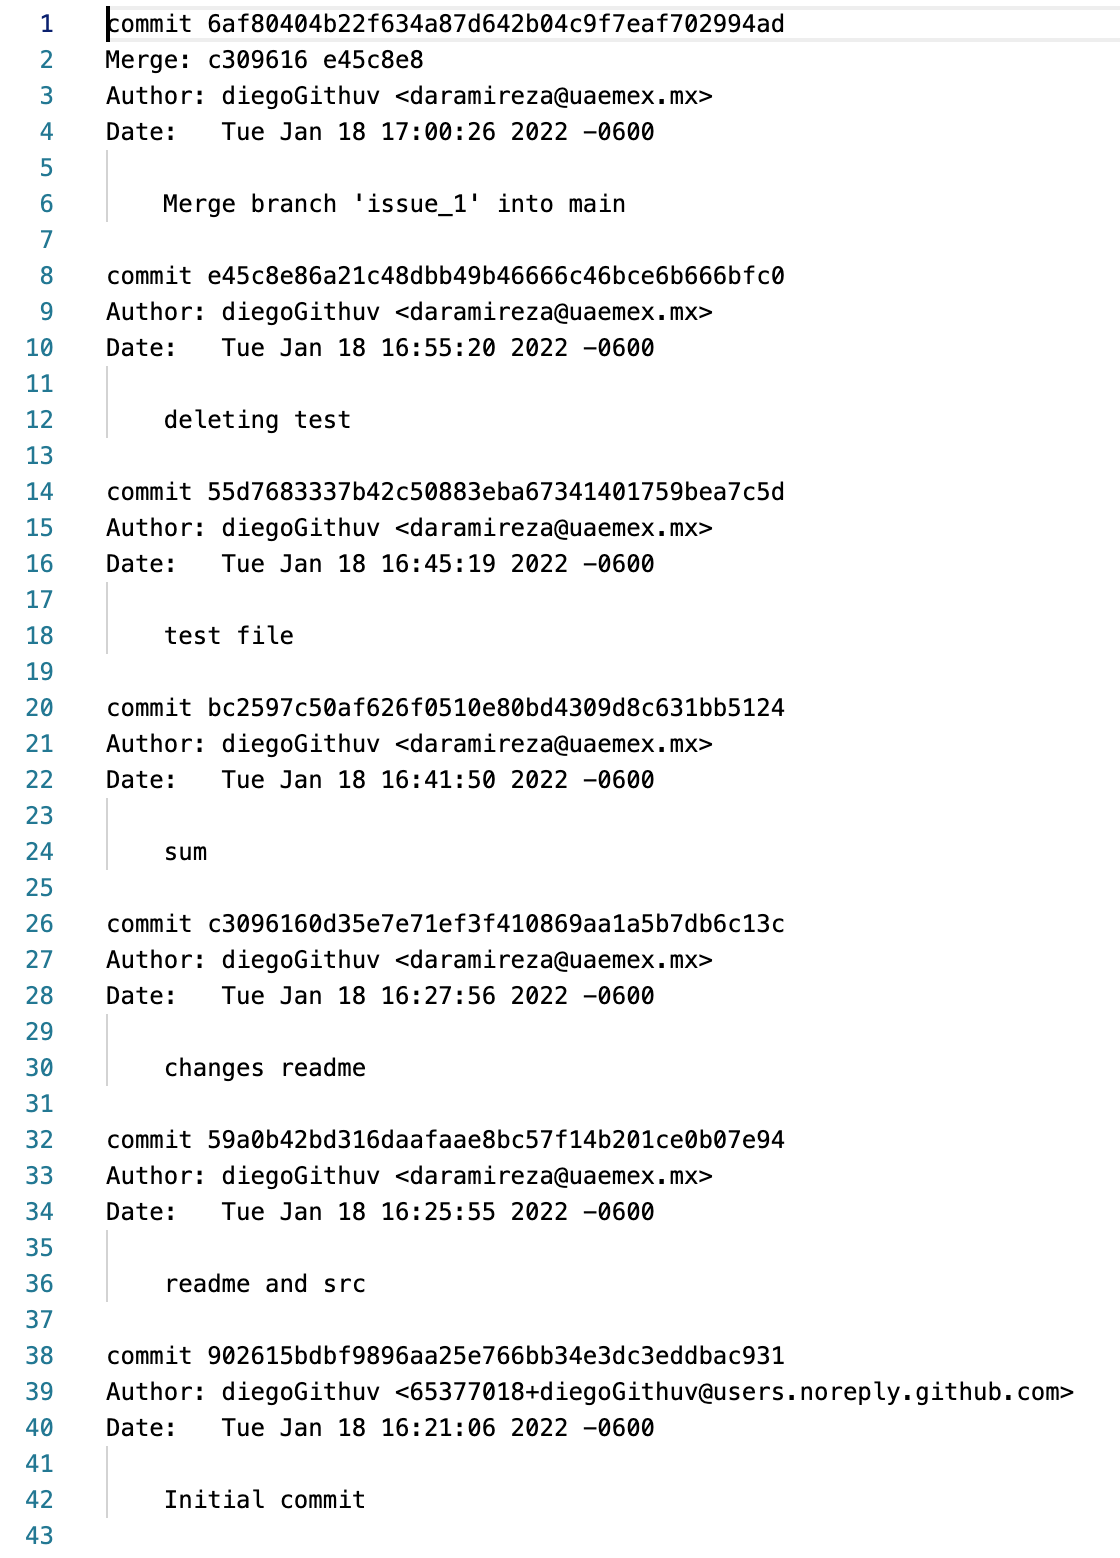 1 commit 6af80404b22f634a87d642b04c9f7eaf702994ad
2 Merge: c309616 e45c8e8
3 Author: diegoGithuv <daramireza@uaemex.mx>
4 Date:   Tue Jan 18 17:00:26 2022 -0600
5
6     Merge branch 'issue_1' into main
7
8 commit e45c8e86a21c48dbb49b46666c46bce6b666bfc0
9 Author: diegoGithuv <daramireza@uaemex.mx>
10 Date:   Tue Jan 18 16:55:20 2022 -0600
11
12     deleting test
13
14 commit 55d7683337b42c50883eba67341401759bea7c5d
15 Author: diegoGithuv <daramireza@uaemex.mx>
16 Date:   Tue Jan 18 16:45:19 2022 -0600
17
18     test file
19
20 commit bc2597c50af626f0510e80bd4309d8c631bb5124
21 Author: diegoGithuv <daramireza@uaemex.mx>
22 Date:   Tue Jan 18 16:41:50 2022 -0600
23
24     sum
25
26 commit c3096160d35e7e71ef3f410869aa1a5b7db6c13c
27 Author: diegoGithuv <daramireza@uaemex.mx>
28 Date:   Tue Jan 18 16:27:56 2022 -0600
29
30     changes readme
31
32 commit 59a0b42bd316daafaae8bc57f14b201ce0b07e94
33 Author: diegoGithuv <daramireza@uaemex.mx>
34 Date:   Tue Jan 18 16:25:55 2022 -0600
35
36     readme and src
37
38 commit 902615bdbf9896aa25e766bb34e3dc3eddbac931
39 Author: diegoGithuv <65377018+diegoGithuv@users.noreply.github.com>
40 Date:   Tue Jan 18 16:21:06 2022 -0600
41
42     Initial commit
43